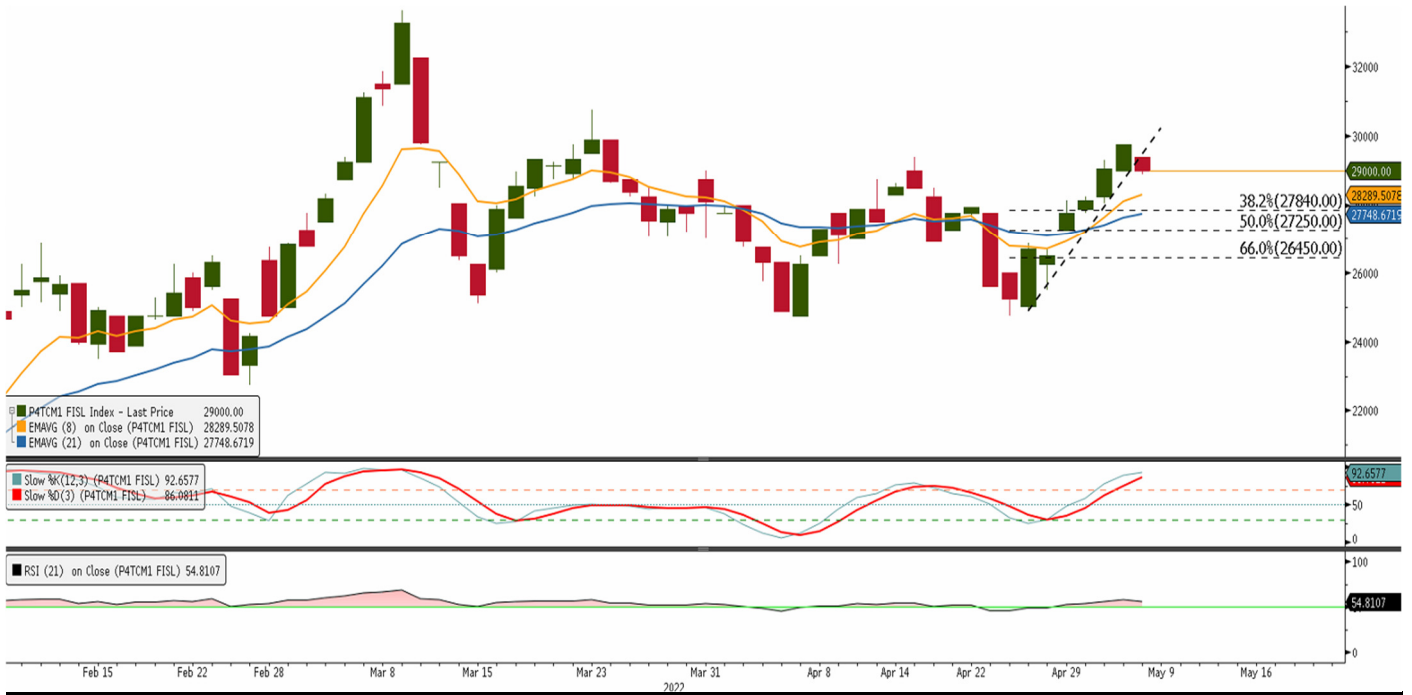 32000
30000
29000.00
28289.5078
27748.6719
26000
24000
22000
38.2%(27840.00)
50.0%(27250.00)
66.0%(26450.00)
P4TCM1 FISL Index - Last Price 29000.00
EMAVG (8) on Close (P4TCM1 FISL) 28289.5078
EMAVG (21) on Close (P4TCM1 FISL) 27748.6719
Slow %K(12,3) (P4TCM1 FISL) 92.6577
Slow %D(3) (P4TCM1 FISL) 86.0811
92.6577
50
0
RSI (21) on Close (P4TCM1 FISL) 54.8107
100
54.8107
0
Feb 15 Feb 22 Feb 28 Mar 8 Mar 15 Mar 23 Mar 31 Apr 8 Apr 14 Apr 22 Apr 29 May 9 May 16
2022